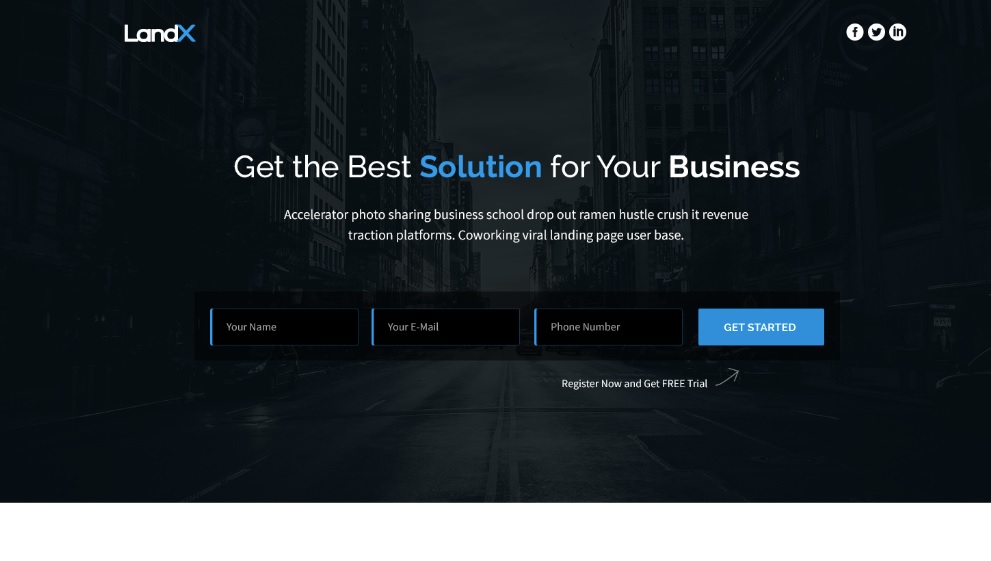 LandX
Get the Best Solution for Your Business
Accelerator photo sharing business school drop out ramen hustle crush it revenue
traction platforms. Coworking viral landing page user base.
Your Name
Your E-Mail
Phone Number
GET STARTED
Register Now and Get FREE Trial